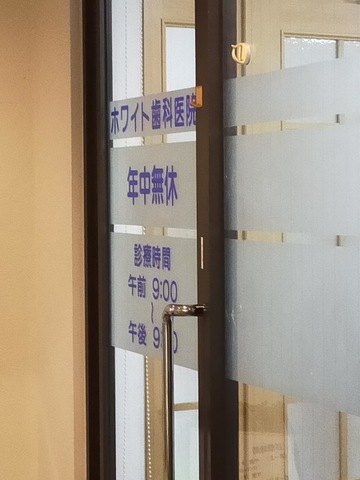 ホワイト歯科医院
年中無休
診療時間
午前 9:00
〜
午後